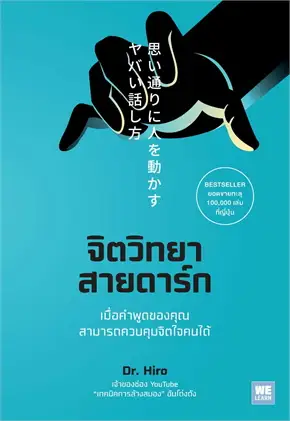 思い通りに人を動かす
ヤバい話し方
BESTSELLER
ยอดขายทะลุ
100,000 เล่ม
ที่ญี่ปุ่น
จิตวิทยา
สายดาร์ก
เมื่อคำพูดของคุณ
สามารถควบคุมจิตใจคนได้
Dr. Hiro
เจ้าของช่อง YouTube
“เทคนิคการล้างสมอง” อันโด่งดัง
WE
LEARN